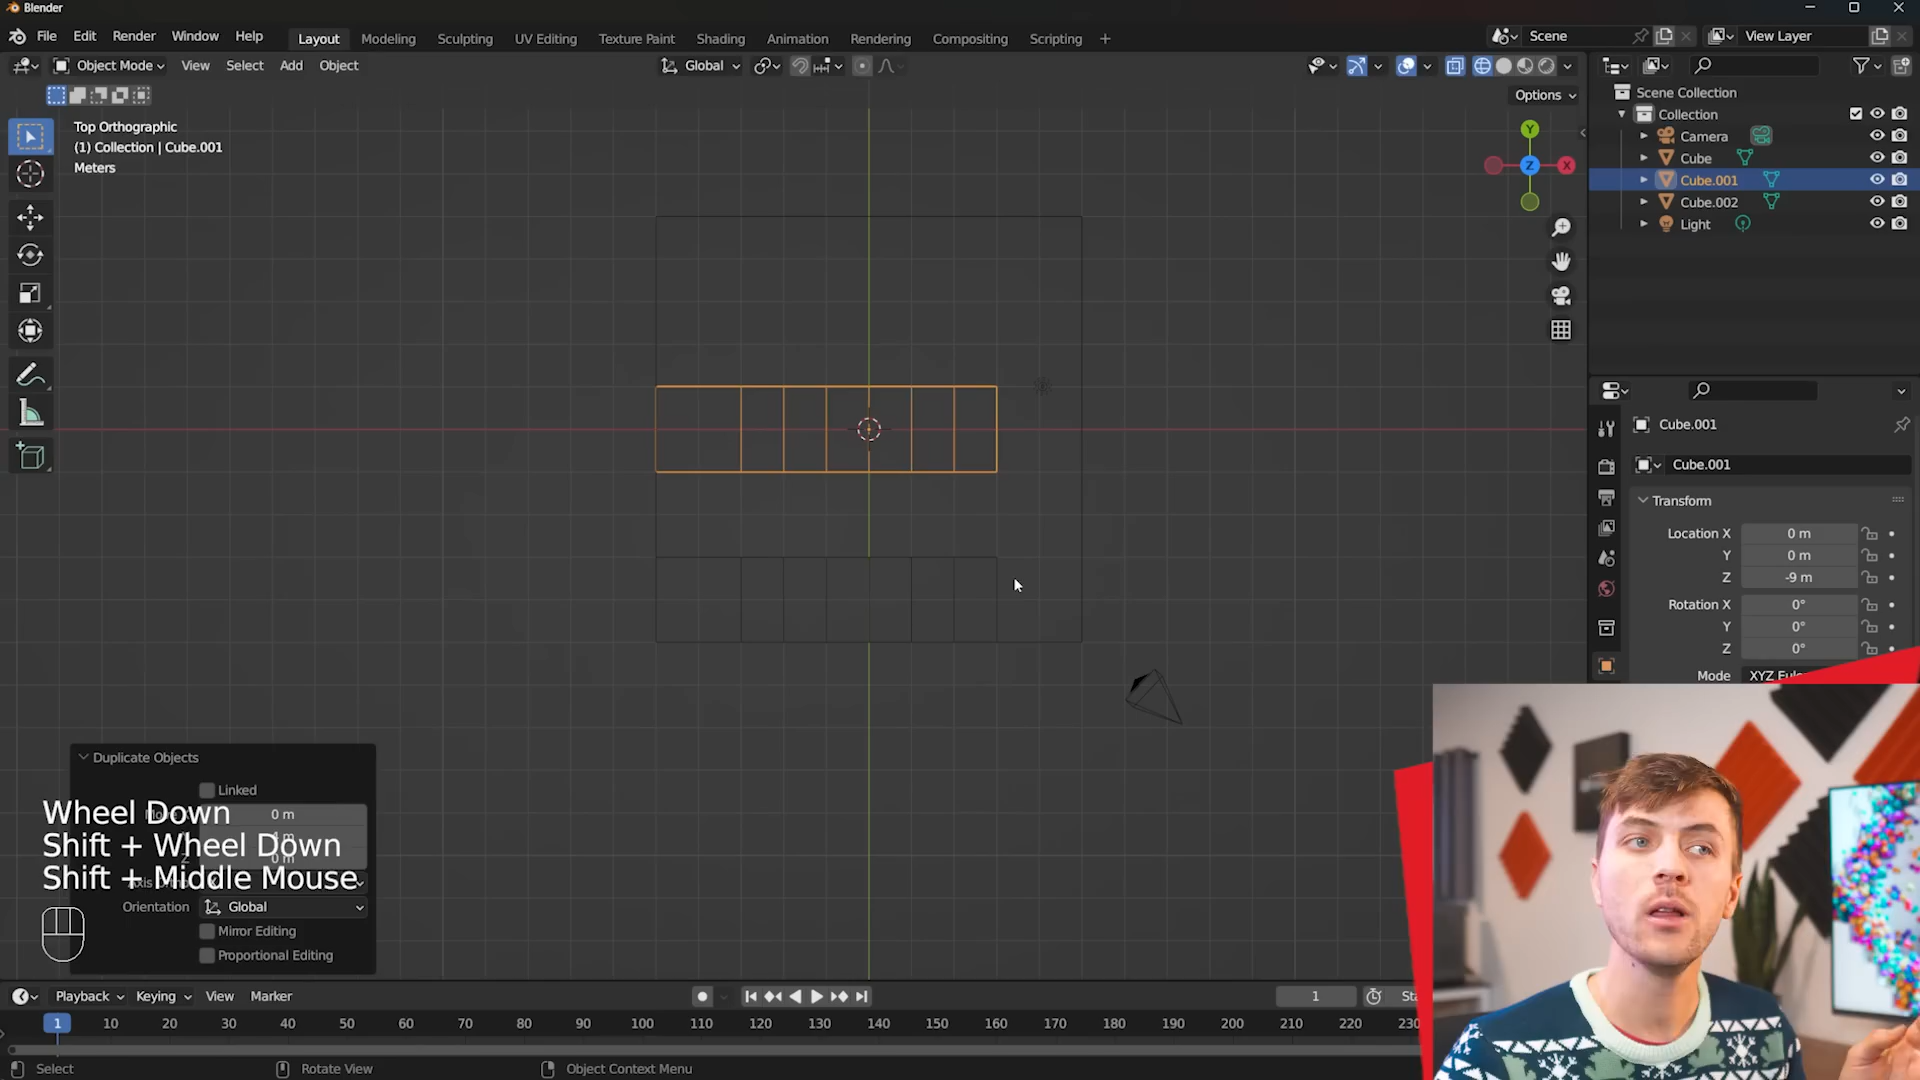 Blender
File Edit Render Window Help
Layout Modeling Sculpting UV Editing Texture Paint Shading Animation Rendering Compositing Scripting +
Scene
View Layer
Object Mode View Select Add Object
Global
Options
Top Orthographic
(1) Collection | Cube.001
Meters
Y
Z
X
Scene Collection
Collection
Camera
Cube
Cube.001
Cube.002
Light
Cube.001
Cube.001
Transform
Location X 0 m
Y 0 m
Z -9 m
Rotation X 0°
Y 0°
Z 0°
Mode
Duplicate Objects
Linked
0 m
Wheel Down
Shift + Wheel Down
Shift + Middle Mouse
Orientation Global
Mirror Editing
Proportional Editing
Playback Keying View Marker
1
1 10 20 30 40 50 60 70 80 90 100 110 120 130 140 150 160 170 180 190 200 210 220
Select Rotate View Object Context Menu